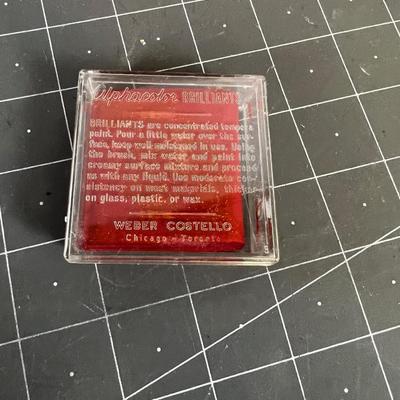 Alphacolor BRILLIANTS
BRILLIANTS are concentrated tempera
paint. Pour a little water over the sur-
face, keep well moistened in use. Using
the brush, mix water and paint into
creamy surface mixture and proceed
as with any liquid. Use moderate con-
sistency on most materials, thicker
on glass, plastic, or wax.
WEBER COSTELLO
Chicago - Toronto